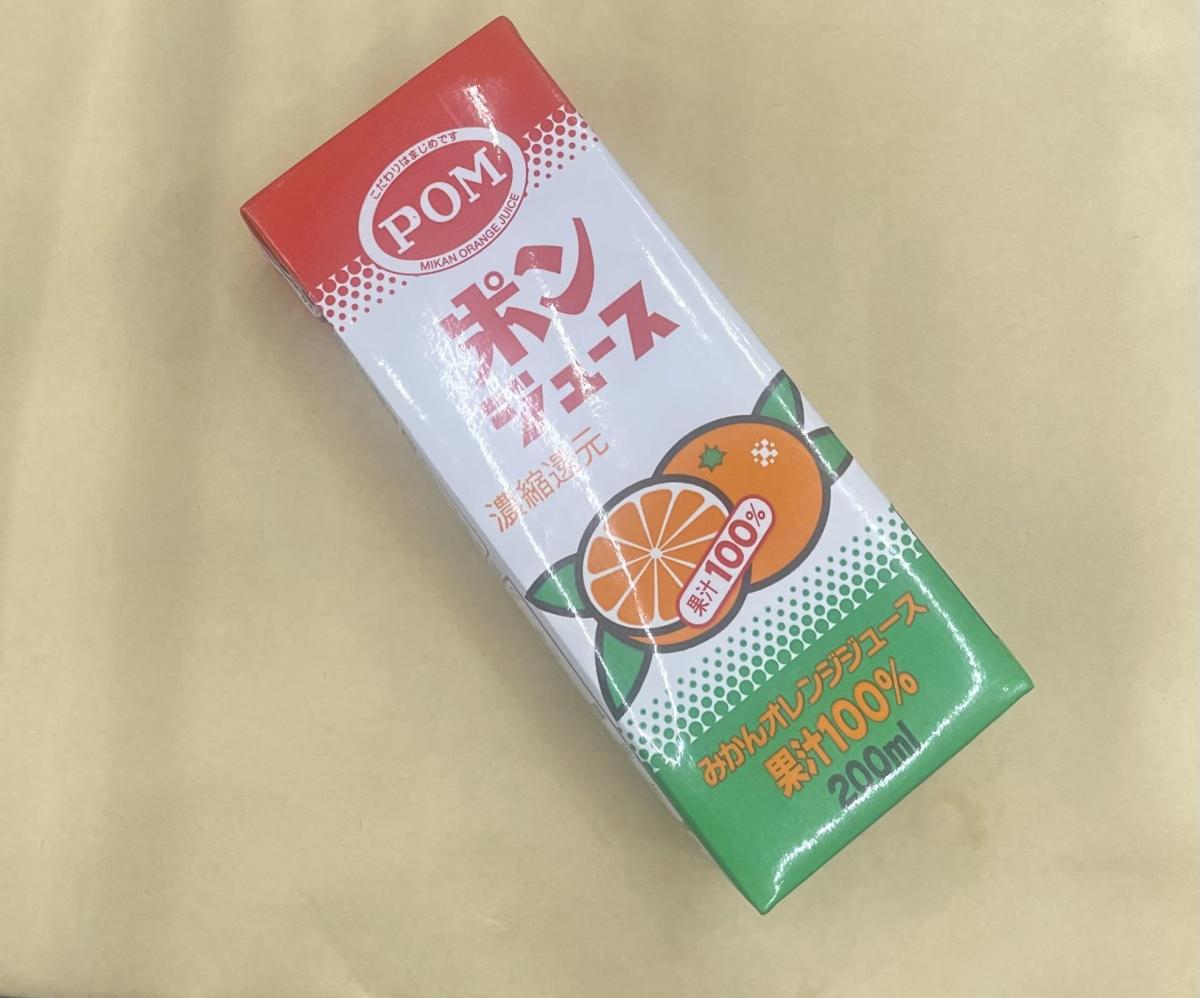 こだわりはまじめです
POM
MIKAN ORANGE JUICE
ポン
ジュース
濃縮還元
果汁100%
みかんオレンジジュース
果汁100%
200ml